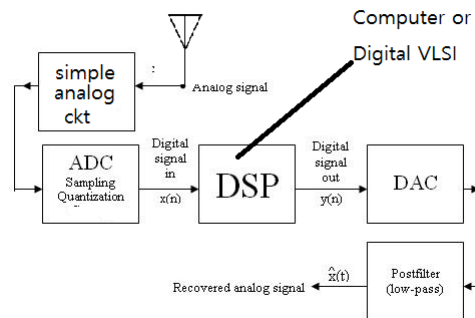 Computer or
Digital VLSI
simple
analog
ckt
:
Analog signal
ADC
Sampling
Quantization
Digital
signal
in
x(n)
DSP
Digital
signal
out
y(n)
DAC
Postfilter
(low-pass)
x̂(t)
Recovered analog signal